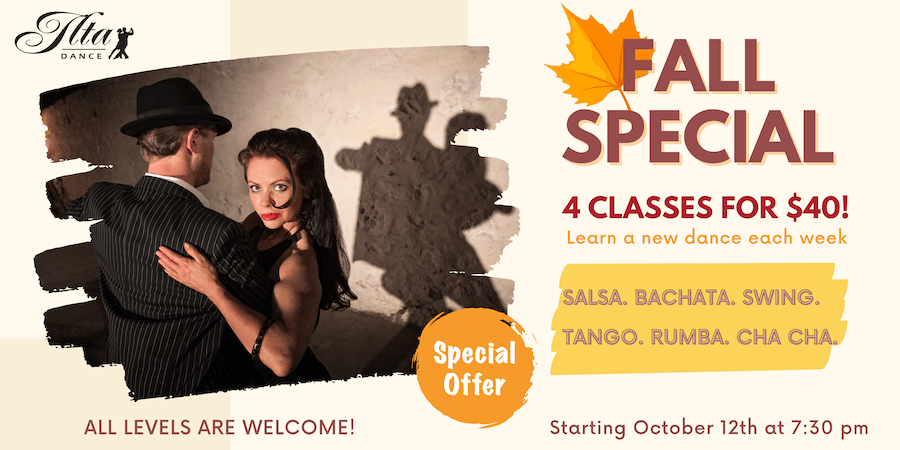 Alta
DANCE
FALL
SPECIAL
4 CLASSES FOR $40!
Learn a new dance each week
SALSA. BACHATA. SWING.
TANGO. RUMBA. CHA CHA.
Special
Offer
ALL LEVELS ARE WELCOME!
Starting October 12th at 7:30 pm